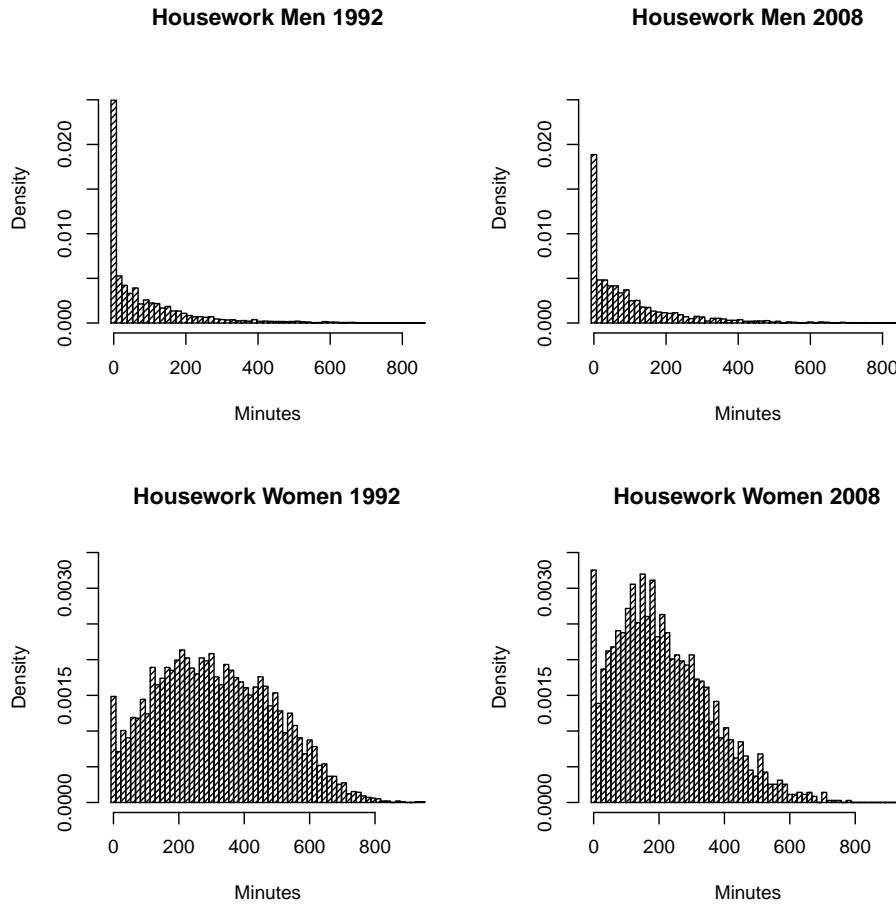 Housework Men 1992
Density
0.000
0.010
0.020
0 200 400 600 800
Minutes
Housework Men 2008
Density
0.000
0.010
0.020
0 200 400 600 800
Minutes
Housework Women 1992
Density
0.0000
0.0015
0.0030
0 200 400 600 800
Minutes
Housework Women 2008
Density
0.0000
0.0015
0.0030
0 200 400 600 800
Minutes